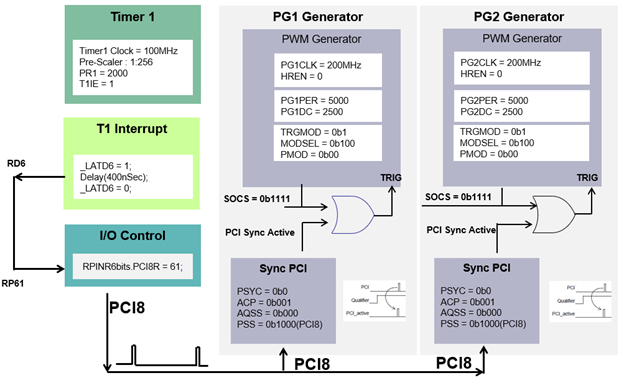 Timer 1
Timer1 Clock = 100MHz
Pre-Scaler : 1:256
PR1 = 2000
T1IE = 1
T1 Interrupt
_LATD6 = 1;
Delay(400nSec);
_LATD6 = 0;
RD6
RP61
I/O Control
RPINR6bits.PCI8R = 61;
PCI8
PG1 Generator
PWM Generator
PG1CLK = 200MHz
HREN = 0
PG1PER = 5000
PG1DC = 2500
TRGMOD = 0b1
MODSEL = 0b100
PMOD = 0b00
TRIG
SOCS = 0b1111
PCI Sync Active
Sync PCI
PSYC = 0b0
ACP = 0b001
AQSS = 0b000
PSS = 0b1000(PCI8)
PCI
Qualifier
PCI_active
PCI8
PG2 Generator
PWM Generator
PG2CLK = 200MHz
HREN = 0
PG2PER = 5000
PG2DC = 2500
TRGMOD = 0b1
MODSEL = 0b100
PMOD = 0b00
TRIG
SOCS = 0b1111
PCI Sync Active
Sync PCI
PSYC = 0b0
ACP = 0b001
AQSS = 0b000
PSS = 0b1000(PCI8)
PCI
Qualifier
PCI_active
PCI8